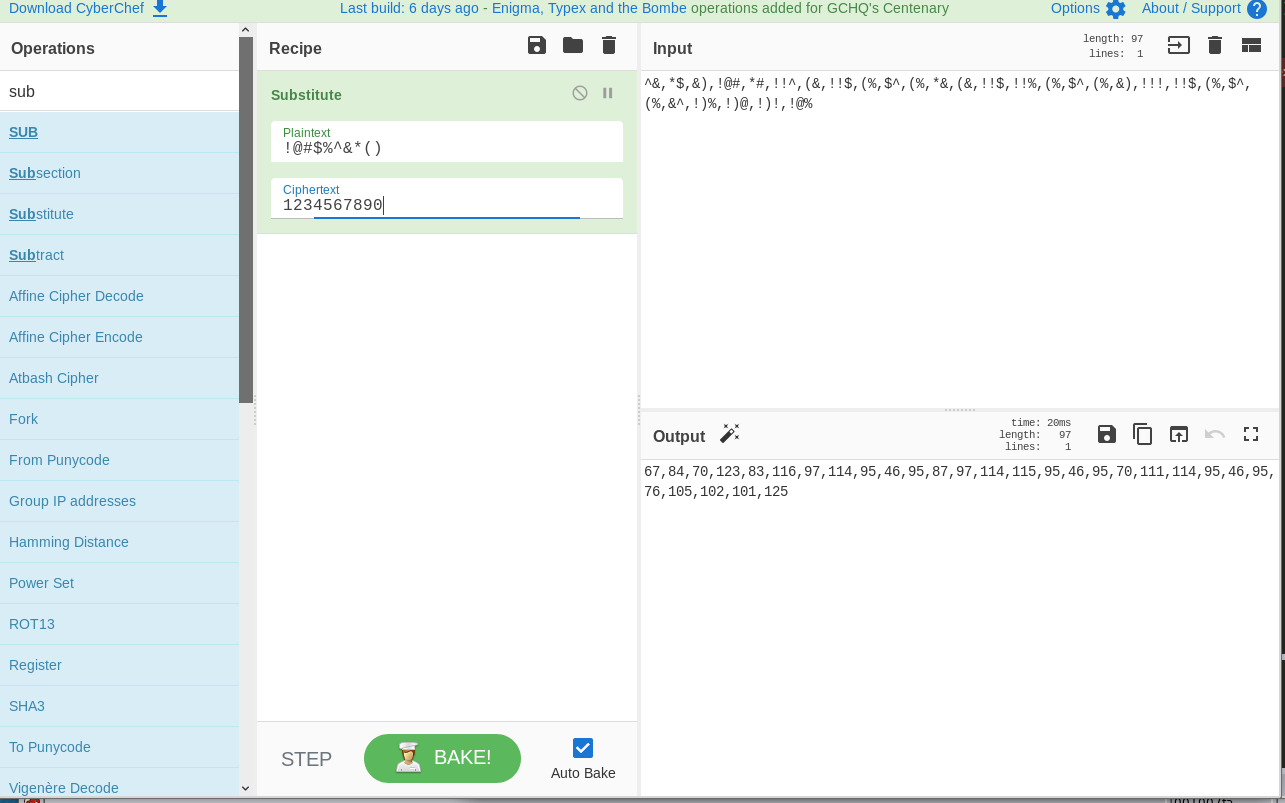 Download CyberChef
Last build: 6 days ago - Enigma, Typex and the Bombe operations added for GCHQ's Centenary
Options
About / Support
Operations
sub
SUB
Subsection
Substitute
Subtract
Affine Cipher Decode
Affine Cipher Encode
Atbash Cipher
Fork
From Punycode
Group IP addresses
Hamming Distance
Power Set
ROT13
Register
SHA3
To Punycode
Vigenère Decode
Recipe
Substitute
Plaintext
!@#$%^&*()
Ciphertext
1234567890
STEP
BAKE!
Auto Bake
Input
length: 97
lines: 1
^&,*$,&),!@#,*#,!!^,(&,!!$,(%,$^,(%,*&,(&,!!$,!!%,(%,$^,(%,&),!!!,!!$,(%,$^,
(%,&^,!)%,!)@,!)!,!@%
Output
time: 20ms
length: 97
lines: 1
67,84,70,123,83,116,97,114,95,46,95,87,97,114,115,95,46,95,70,111,114,95,46,95,
76,105,102,101,125